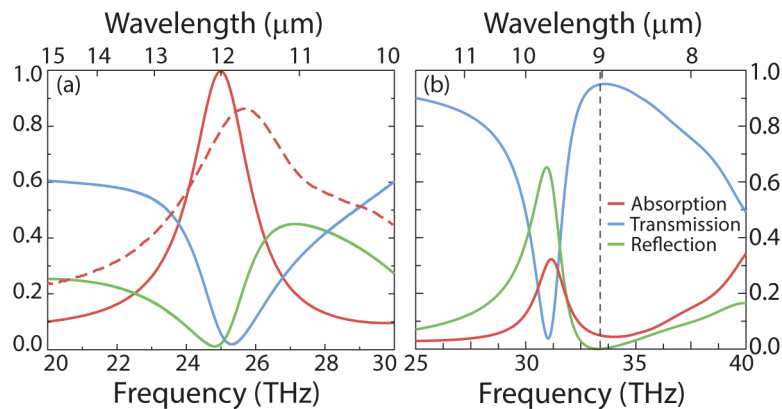 Wavelength (μm)
Wavelength (μm)
15 14 13 12 11 10
11 10 9 8
(a)
(b)
1.0
0.8
0.6
0.4
0.2
0.0
1.0
0.8
0.6
0.4
0.2
0.0
Absorption
Transmission
Reflection
20 22 24 26 28 30
25 30 35 40
Frequency (THz)
Frequency (THz)